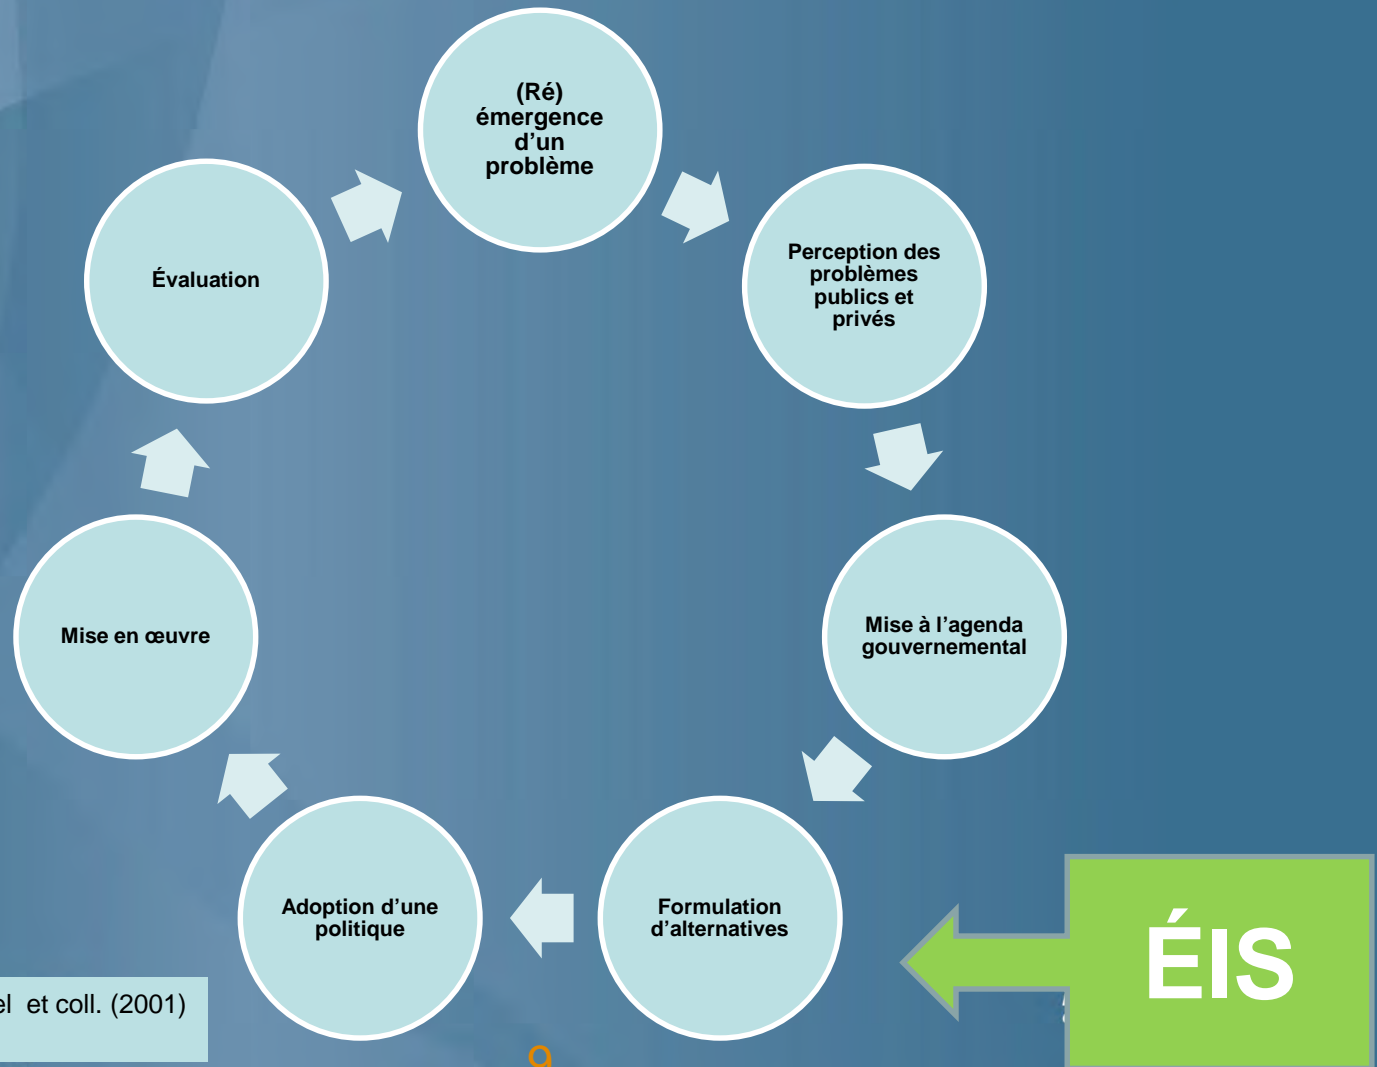 (Ré)
émergence
d’un
problème
Perception des
problèmes
publics et
privés
Mise à l’agenda
gouvernemental
Formulation
d’alternatives
Adoption d’une
politique
Mise en œuvre
Évaluation
ÉIS
et coll. (2001)
9